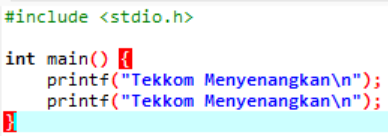 #include <stdio.h>
int main() {
    printf("Tekkom Menyenangkan\n");
    printf("Tekkom Menyenangkan\n");
}